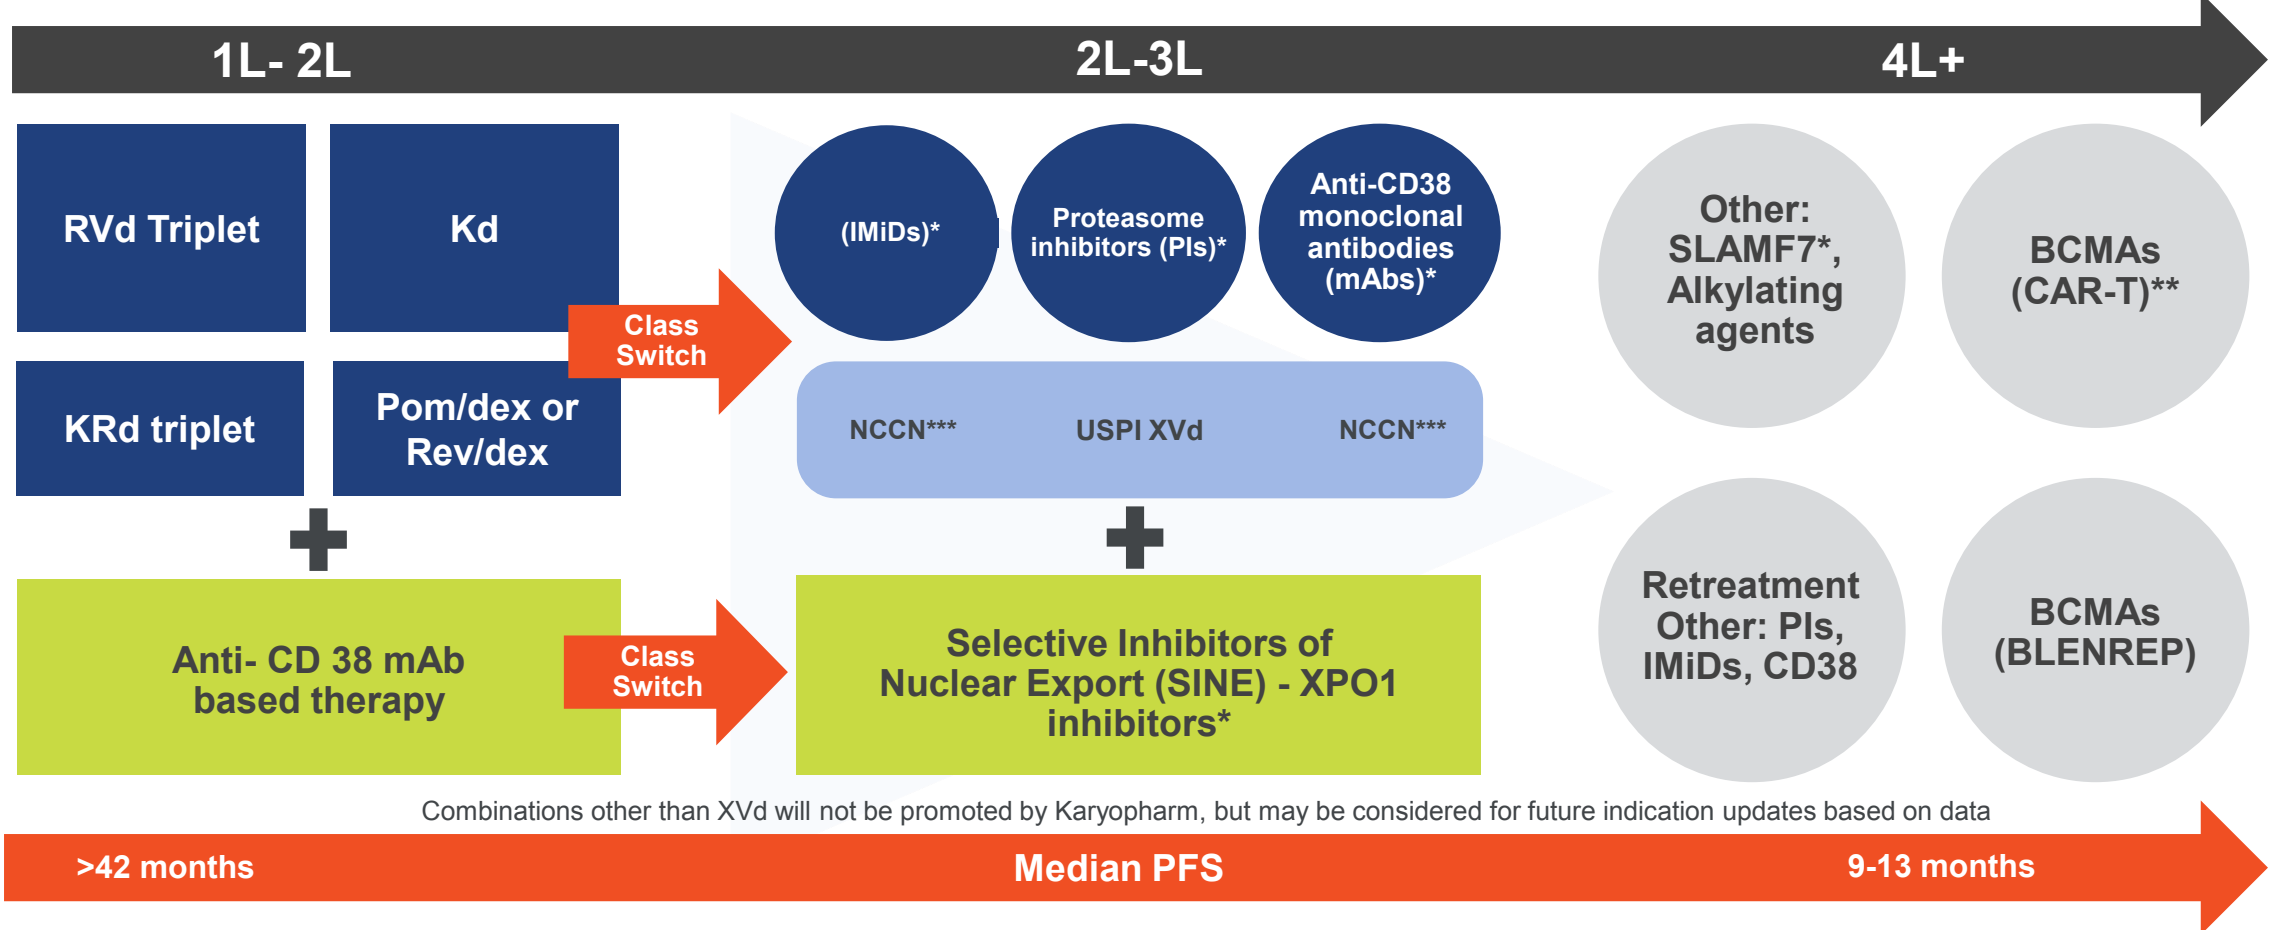 1L- 2L
2L-3L
4L+
RVd Triplet
Kd
KRd triplet
Pom/dex or
Rev/dex
Class
Switch
Anti- CD 38 mAb
based therapy
Class
Switch
(IMiDs)*
Proteasome
inhibitors (PIs)*
Anti-CD38
monoclonal
antibodies
(mAbs)*
NCCN***
USPI XVd
NCCN***
Selective Inhibitors of
Nuclear Export (SINE) - XPO1
inhibitors*
Other:
SLAMF7*,
Alkylating
agents
BCMAs
(CAR-T)**
Retreatment
Other: PIs,
IMiDs, CD38
BCMAs
(BLENREP)
Combinations other than XVd will not be promoted by Karyopharm, but may be considered for future indication updates based on data
>42 months
Median PFS
9-13 months